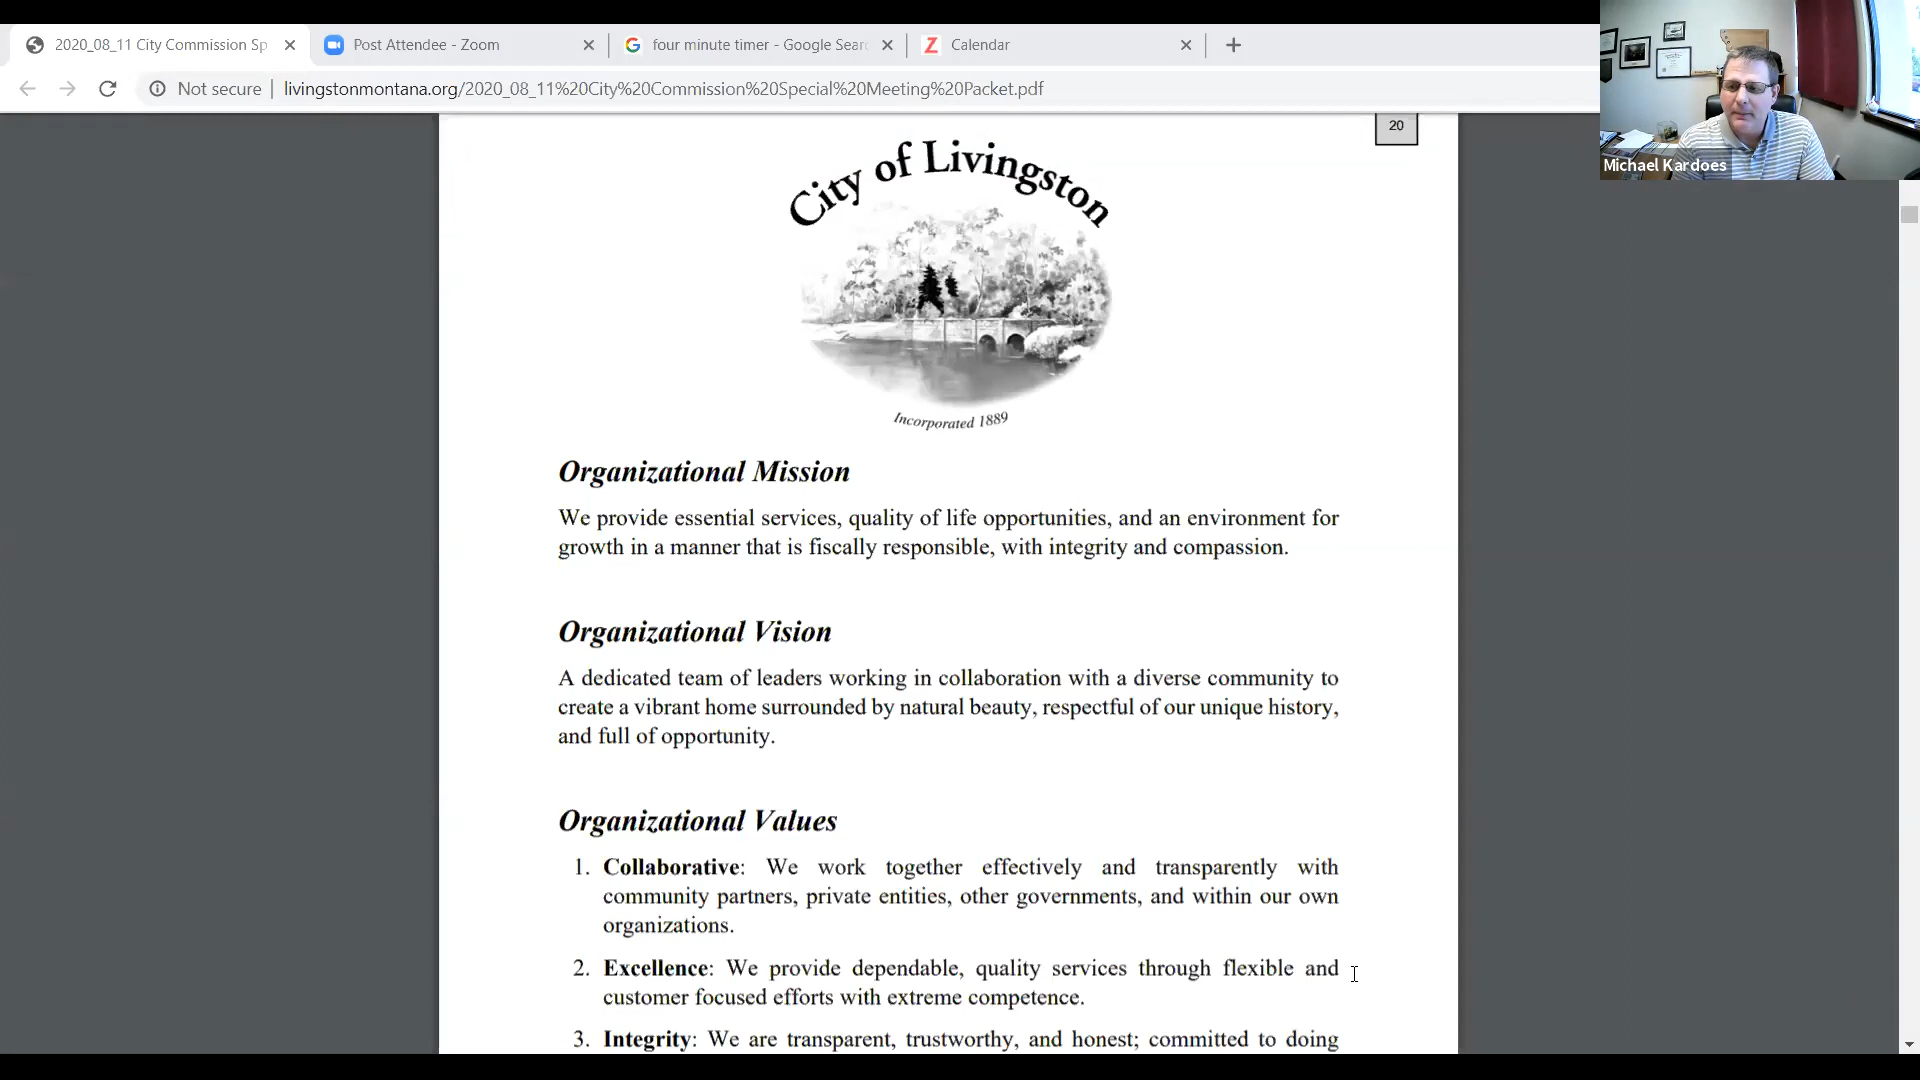 2020_08_11 City Commission Sp
Post Attendee - Zoom
four minute timer - Google Sear
Calendar
Not secure
livingstonmontana.org/2020_08_11%20City%20Commission%20Special%20Meeting%20Packet.pdf
Michael Kardoes
20
City of Livingston
Incorporated 1889
Organizational Mission
We provide essential services, quality of life opportunities, and an environment for
growth in a manner that is fiscally responsible, with integrity and compassion.
Organizational Vision
A dedicated team of leaders working in collaboration with a diverse community to
create a vibrant home surrounded by natural beauty, respectful of our unique history,
and full of opportunity.
Organizational Values
1. Collaborative: We work together effectively and transparently with
community partners, private entities, other governments, and within our own
organizations.
2. Excellence: We provide dependable, quality services through flexible and
customer focused efforts with extreme competence.
3. Integrity: We are transparent, trustworthy, and honest; committed to doing